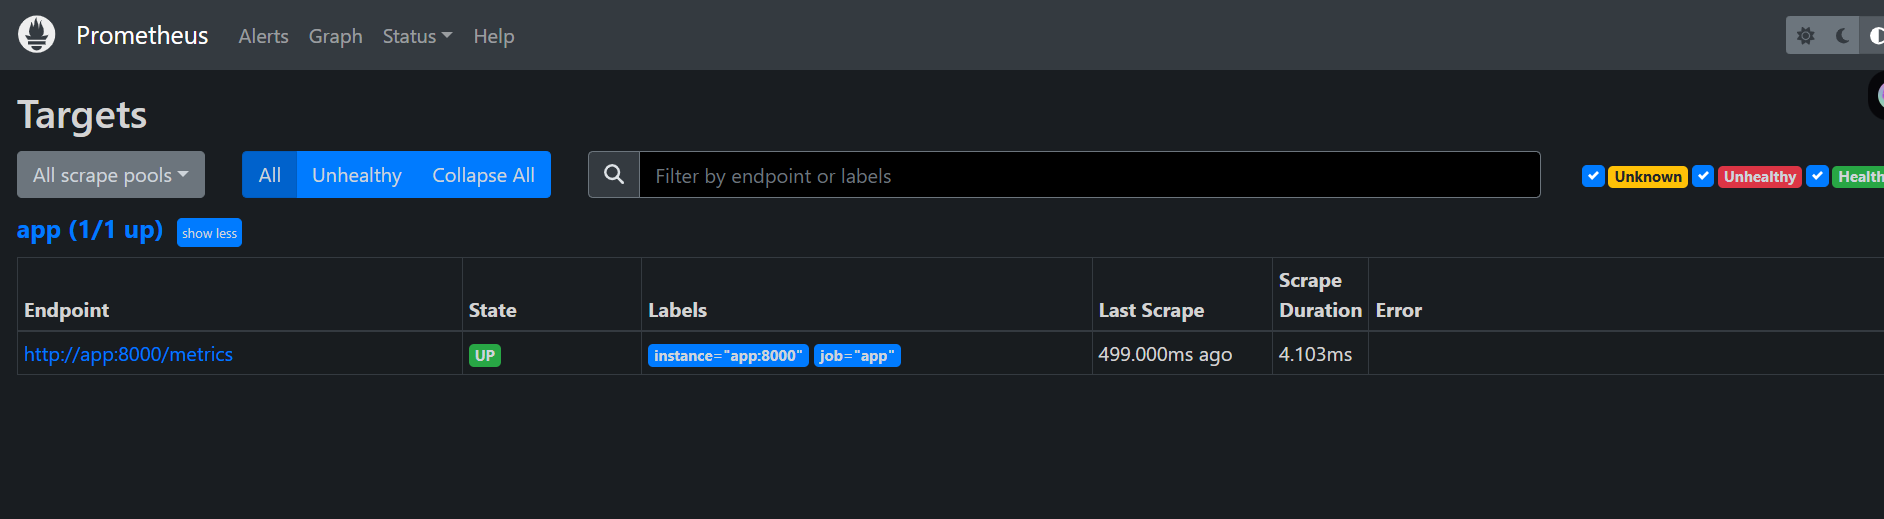 Prometheus Alerts Graph Status Help
Targets
All scrape pools All Unhealthy Collapse All Filter by endpoint or labels Unknown Unhealthy Health
app (1/1 up) show less
Endpoint State Labels Last Scrape Scrape Duration Error
http://app:8000/metrics UP instance="app:8000" job="app" 499.000ms ago 4.103ms